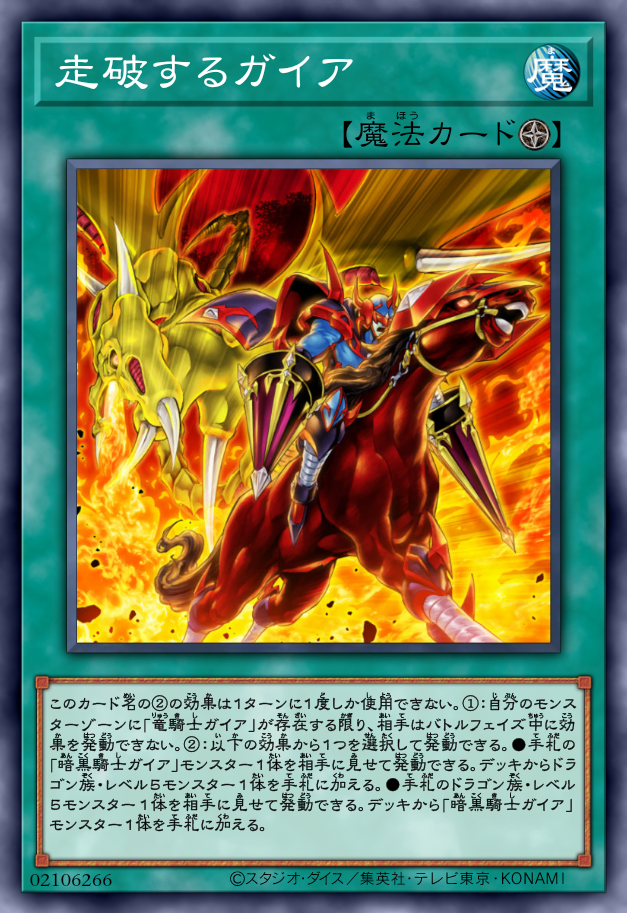 走破するガイア
魔
【魔法カード】
このカード名の②の効果は1ターンに1度しか使用できない。①：自分のモンス
ターゾーンに「竜騎士ガイア」が存在する限り、相手はバトルフェイズ中に効
果を発動できない。②：以下の効果から1つを選択して発動できる。●手札の
「暗黒騎士ガイア」モンスター1体を相手に見せて発動できる。デッキからドラ
ゴン族・レベル5モンスター1体を手札に加える。●手札のドラゴン族・レベル
5モンスター1体を相手に見せて発動できる。デッキから「暗黒騎士ガイア」
モンスター1体を手札に加える。
02106266 ©スタジオ・ダイス／集英社・テレビ東京・KONAMI